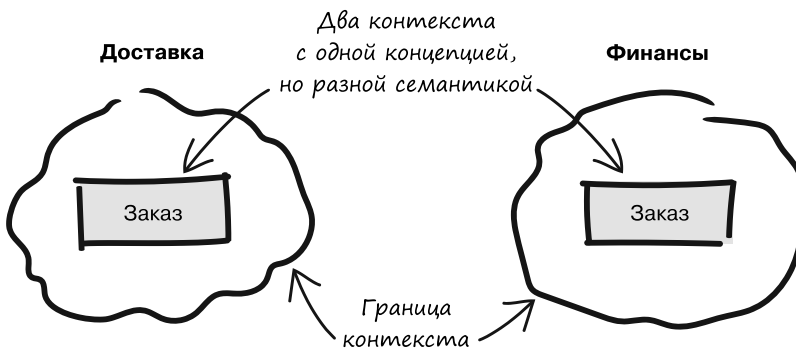 Два контекста
с одной концепцией,
но разной семантикой
Доставка
Финансы
Заказ
Заказ
Граница
контекста